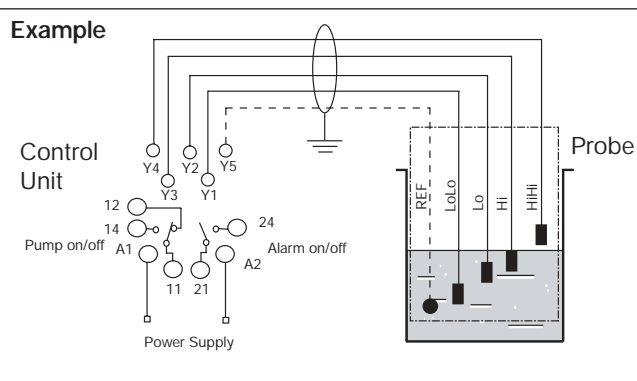 Example
Control
Unit
Probe
Y4
Y3
Y2
Y1
Y5
12
14
Pump on/off
A1
11
21
24
Alarm on/off
A2
Power Supply
REF
LoLo
Lo
Hi
HiHi